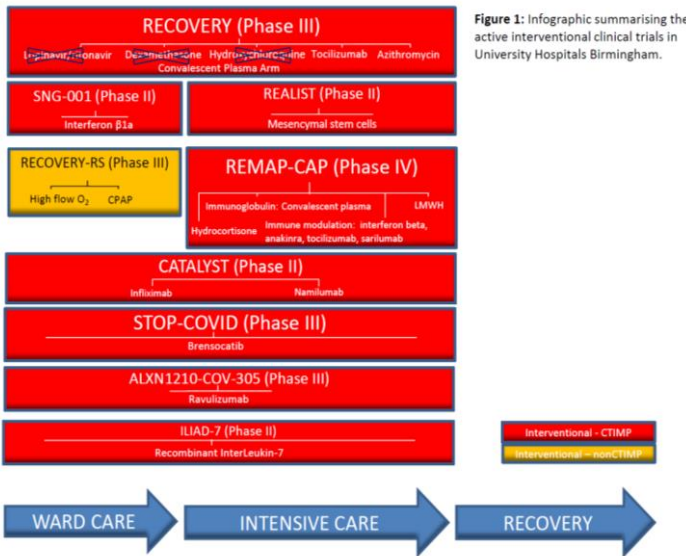 RECOVERY (Phase III)
Lopinavir/ritonavir Dexamethasone Hydroxychloroquine Tocilizumab Azithromycin
Convalescent Plasma Arm
Figure 1: Infographic summarising the
active interventional clinical trials in
University Hospitals Birmingham.
SNG-001 (Phase II)
Interferon β1a
REALIST (Phase II)
Mesencymal stem cells
RECOVERY-RS (Phase III)
High flow O₂ CPAP
REMAP-CAP (Phase IV)
Immunoglobulin: Convalescent plasma LMWH
Hydrocortisone Immune modulation: interferon beta,
anakinra, tocilizumab, sarilumab
CATALYST (Phase II)
Infliximab Namilumab
STOP-COVID (Phase III)
Brensocatib
ALXN1210-COV-305 (Phase III)
Ravulizumab
ILIAD-7 (Phase II)
Recombinant InterLeukin-7
Interventional - CTIMP
Interventional – nonCTIMP
WARD CARE INTENSIVE CARE RECOVERY